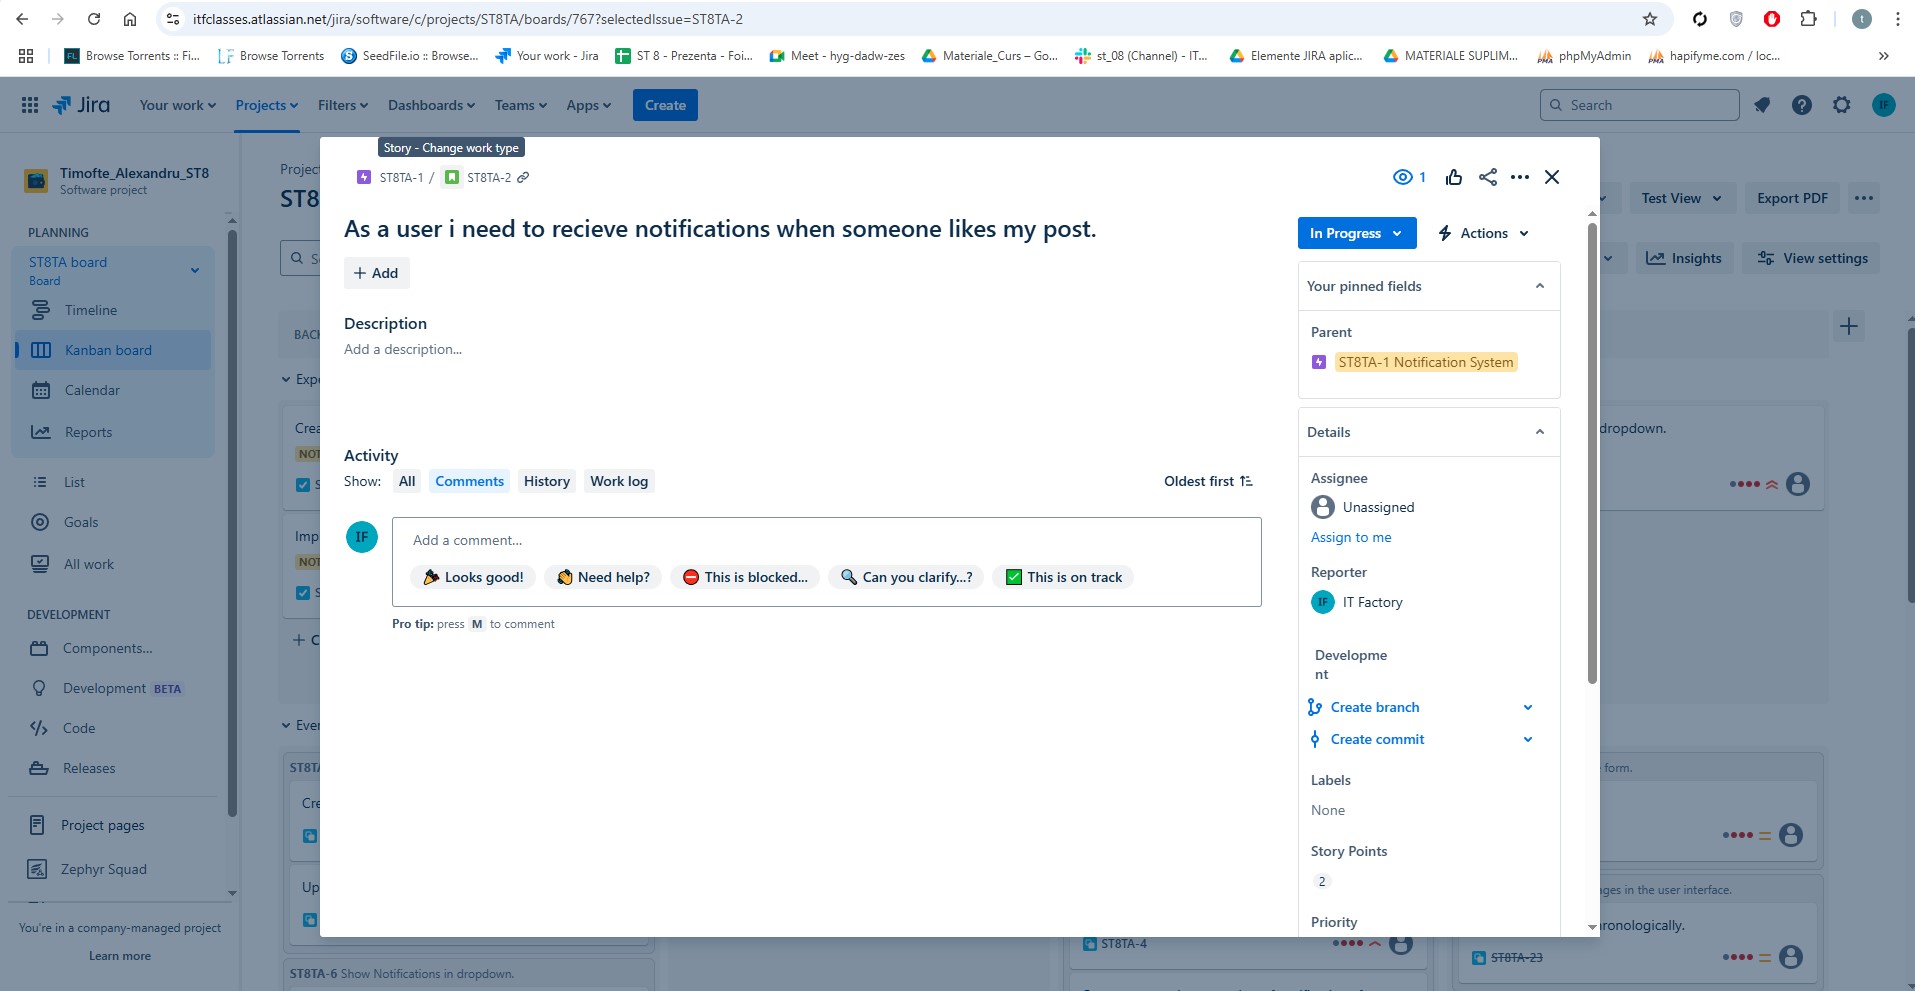 itfclasses.atlassian.net/jira/software/c/projects/ST8TA/boards/767?selectedIssue=ST8TA-2
t
FL Browse Torrents :: Fi...
Browse Torrents
SeedFile.io :: Browse...
Your work - Jira
ST 8 - Prezenta - Foi...
Meet - hyg-dadw-zes
Materiale_Curs – Go...
st_08 (Channel) - IT...
Elemente JIRA aplic...
MATERIALE SUPLIM...
phpMyAdmin
hapifyme.com / loc...
Jira
Your work
Projects
Filters
Dashboards
Teams
Apps
Create
Search
IF
Timofte_Alexandru_ST8
Software project
PLANNING
ST8TA board
Board
Timeline
Kanban board
Calendar
Reports
List
Goals
All work
DEVELOPMENT
Components...
Development BETA
Code
Releases
Project pages
Zephyr Squad
You're in a company-managed project
Learn more
Projec
ST8
Test View
Export PDF
Insights
View settings
BAC
Expe
Crea
NOT
S
Imp
NOT
S
+ C
Ever
ST8TA
Cre
Up
ST8TA-6 Show Notifications in dropdown.
Story - Change work type
ST8TA-1 / ST8TA-2
1
As a user i need to recieve notifications when someone likes my post.
+ Add
Description
Add a description...
Activity
Show: All Comments History Work log
Oldest first
IF
Add a comment...
Looks good!
Need help?
This is blocked...
Can you clarify...?
This is on track
Pro tip: press M to comment
In Progress
Actions
Your pinned fields
Parent
ST8TA-1 Notification System
Details
Assignee
Unassigned
Assign to me
Reporter
IF IT Factory
Developme
nt
Create branch
Create commit
Labels
None
Story Points
2
Priority
dropdown.
form.
ages in the user interface.
ronologically.
ST8TA-4
ST8TA-23